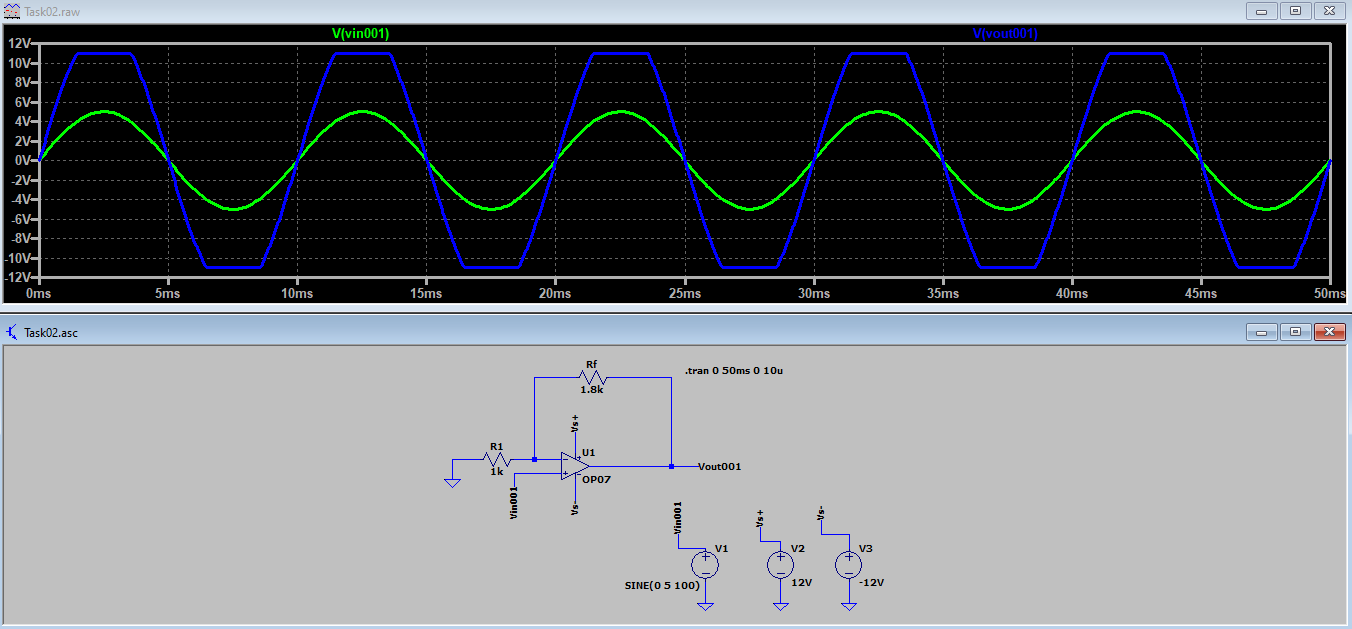 Task02.raw
V(vin001) V(vout001)
12V
10V
8V
6V
4V
2V
0V
-2V
-4V
-6V
-8V
-10V
-12V
0ms 5ms 10ms 15ms 20ms 25ms 30ms 35ms 40ms 45ms 50ms
Task02.asc
Rf
1.8k
.tran 0 50ms 0 10u
Vs+
R1
1k
U1
OP07
Vout001
Vin001
Vs-
Vin001
Vs+
Vs-
V1
SINE(0 5 100)
V2
12V
V3
-12V